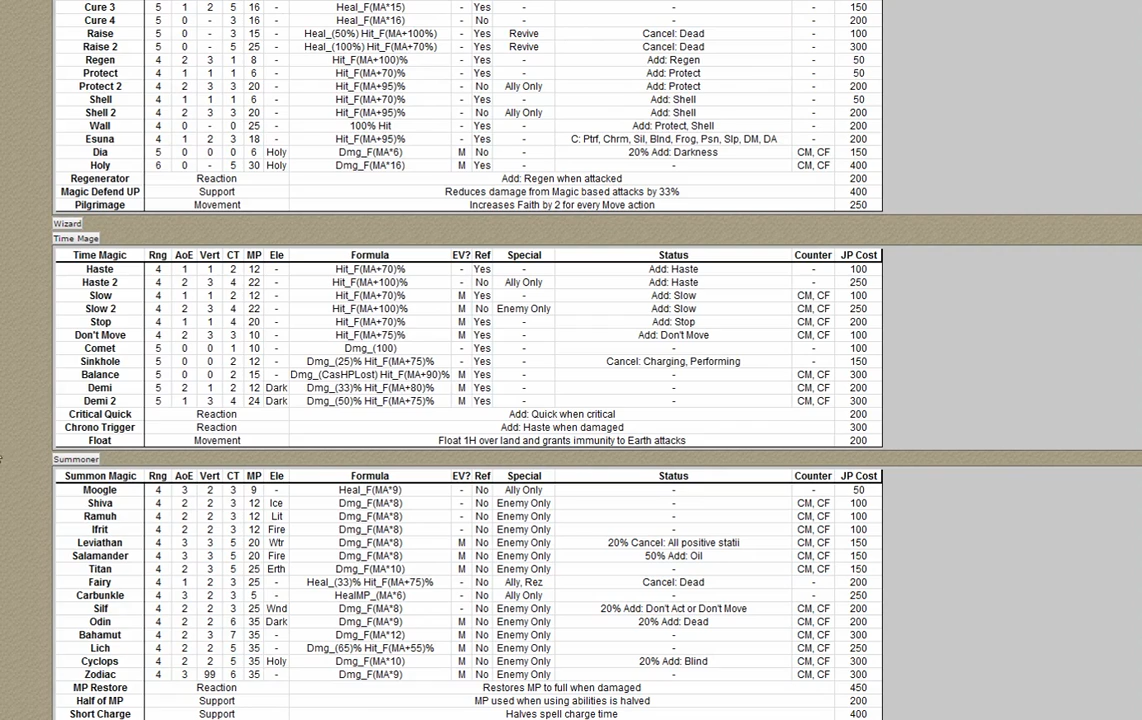 Cure 3 5 1 2 5 16 - Heal_F(MA*15) - Yes - - - 150
Cure 4 5 0 - 3 16 - Heal_F(MA*16) - No - - - 200
Raise 5 0 - 3 15 - Heal_(50%) Hit_F(MA+100%) - Yes Revive Cancel: Dead - 100
Raise 2 5 0 - 5 25 - Heal_(100%) Hit_F(MA+70%) - Yes Revive Cancel: Dead - 300
Regen 4 2 3 1 8 - Hit_F(MA+100)% - Yes - Add: Regen - 50
Protect 4 1 1 1 6 - Hit_F(MA+70)% - Yes - Add: Protect - 50
Protect 2 4 2 3 3 20 - Hit_F(MA+95)% - No Ally Only Add: Protect - 200
Shell 4 1 1 1 6 - Hit_F(MA+70)% - Yes - Add: Shell - 50
Shell 2 4 2 3 3 20 - Hit_F(MA+95)% - No Ally Only Add: Shell - 200
Wall 4 0 - 0 25 - 100% Hit - Yes - Add: Protect, Shell - 200
Esuna 4 1 2 3 18 - Hit_F(MA+95)% - Yes - C: Ptrf, Chrm, Sil, Blnd, Frog, Psn, Slp, DM, DA - 200
Dia 5 0 0 0 6 Holy Dmg_F(MA*6) M No - 20% Add: Darkness CM, CF 150
Holy 6 0 - 5 30 Holy Dmg_F(MA*16) M Yes - - CM, CF 400
Regenerator Reaction Add: Regen when attacked 200
Magic Defend UP Support Reduces damage from Magic based attacks by 33% 400
Pilgrimage Movement Increases Faith by 2 for every Move action 250
Wizard
Time Mage
Time Magic Rng AoE Vert CT MP Ele Formula EV? Ref Special Status Counter JP Cost
Haste 4 1 1 2 12 - Hit_F(MA+70)% - Yes - Add: Haste - 100
Haste 2 4 2 3 4 22 - Hit_F(MA+100)% - No Ally Only Add: Haste - 250
Slow 4 1 1 2 12 - Hit_F(MA+70)% M Yes - Add: Slow CM, CF 100
Slow 2 4 2 3 4 22 - Hit_F(MA+100)% M No Enemy Only Add: Slow CM, CF 250
Stop 4 1 1 4 20 - Hit_F(MA+70)% M Yes - Add: Stop CM, CF 200
Don't Move 4 2 3 3 10 - Hit_F(MA+75)% M Yes - Add: Don't Move CM, CF 100
Comet 5 0 0 1 10 - Dmg_(100) - Yes - - - 100
Sinkhole 5 0 0 2 12 - Dmg_(25)% Hit_F(MA+75)% - Yes - Cancel: Charging, Performing - 150
Balance 5 0 0 2 15 - Dmg_(CasHPLost) Hit_F(MA+90)% M Yes - - CM, CF 300
Demi 5 2 1 2 12 Dark Dmg_(33)% Hit_F(MA+80)% M Yes - - CM, CF 200
Demi 2 5 1 3 4 24 Dark Dmg_(50)% Hit_F(MA+75)% M Yes - - CM, CF 300
Critical Quick Reaction Add: Quick when critical 200
Chrono Trigger Reaction Add: Haste when damaged 300
Float Movement Float 1H over land and grants immunity to Earth attacks 200
Summoner
Summon Magic Rng AoE Vert CT MP Ele Formula EV? Ref Special Status Counter JP Cost
Moogle 4 3 2 3 9 - Heal_F(MA*9) - No Ally Only - - 50
Shiva 4 2 2 3 12 Ice Dmg_F(MA*8) - No Enemy Only - CM, CF 100
Ramuh 4 2 2 3 12 Lit Dmg_F(MA*8) - No Enemy Only - CM, CF 100
Ifrit 4 2 2 3 12 Fire Dmg_F(MA*8) - No Enemy Only - CM, CF 100
Leviathan 4 3 3 5 20 Wtr Dmg_F(MA*8) M No Enemy Only 20% Cancel: All positive statii CM, CF 150
Salamander 4 3 3 5 20 Fire Dmg_F(MA*8) M No Enemy Only 50% Add: Oil CM, CF 150
Titan 4 2 3 5 25 Erth Dmg_F(MA*10) M No Enemy Only - CM, CF 150
Fairy 4 1 2 3 25 - Heal_(33)% Hit_F(MA+75)% - No Ally, Rez Cancel: Dead - 200
Carbunkle 4 3 2 3 5 - HealMP_(MA*6) - No Ally Only - - 250
Silf 4 2 2 3 25 Wnd Dmg_F(MA*8) - No Enemy Only 20% Add: Don't Act or Don't Move CM, CF 200
Odin 4 2 2 6 35 Dark Dmg_F(MA*9) M No Enemy Only 20% Add: Dead CM, CF 200
Bahamut 4 2 3 7 35 - Dmg_F(MA*12) M No Enemy Only - CM, CF 300
Lich 4 2 2 5 35 - Dmg_(65)% Hit_F(MA+55)% M No Enemy Only - CM, CF 250
Cyclops 4 2 2 5 35 Holy Dmg_F(MA*10) M No Enemy Only 20% Add: Blind CM, CF 300
Zodiac 4 3 99 6 35 - Dmg_F(MA*9) M No Enemy Only - CM, CF 300
MP Restore Reaction Restores MP to full when damaged 450
Half of MP Support MP used when using abilities is halved 200
Short Charge Support Halves spell charge time 400